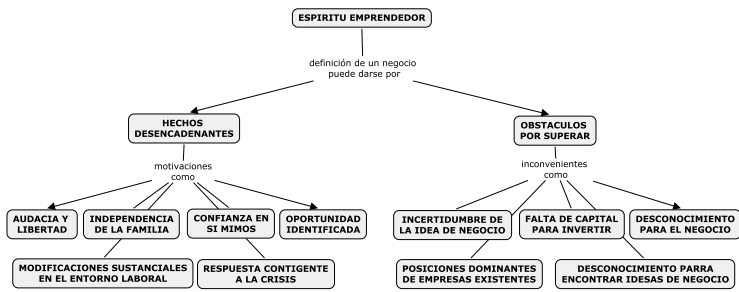 ESPIRITU EMPRENDEDOR
definición de un negocio
puede darse por
HECHOS
DESENCADENANTES
OBSTACULOS
POR SUPERAR
motivaciones
como
inconvenientes
como
AUDACIA Y
LIBERTAD
INDEPENDENCIA
DE LA FAMILIA
CONFIANZA EN
SI MIMOS
OPORTUNIDAD
IDENTIFICADA
INCERTIDUMBRE DE
LA IDEA DE NEGOCIO
FALTA DE CAPITAL
PARA INVERTIR
DESCONOCIMIENTO
PARA EL NEGOCIO
MODIFICACIONES SUSTANCIALES
EN EL ENTORNO LABORAL
RESPUESTA CONTIGENTE
A LA CRISIS
POSICIONES DOMINANTES
DE EMPRESAS EXISTENTES
DESCONOCIMIENTO PARRA
ENCONTRAR IDESAS DE NEGOCIO